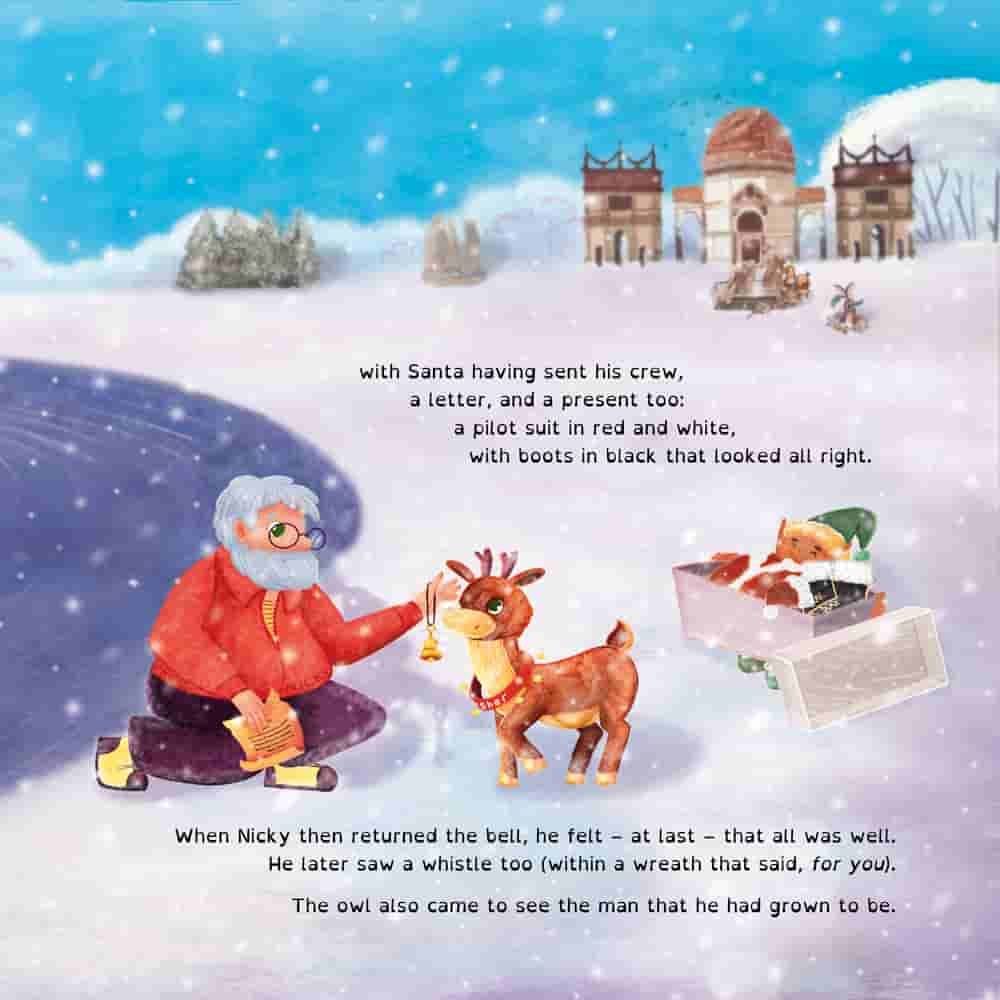 with Santa having sent his crew,
a letter, and a present too:
a pilot suit in red and white,
with boots in black that looked all right.
sher
When Nicky then returned the bell, he felt – at last – that all was well.
He later saw a whistle too (within a wreath that said, for you).
The owl also came to see the man that he had grown to be.